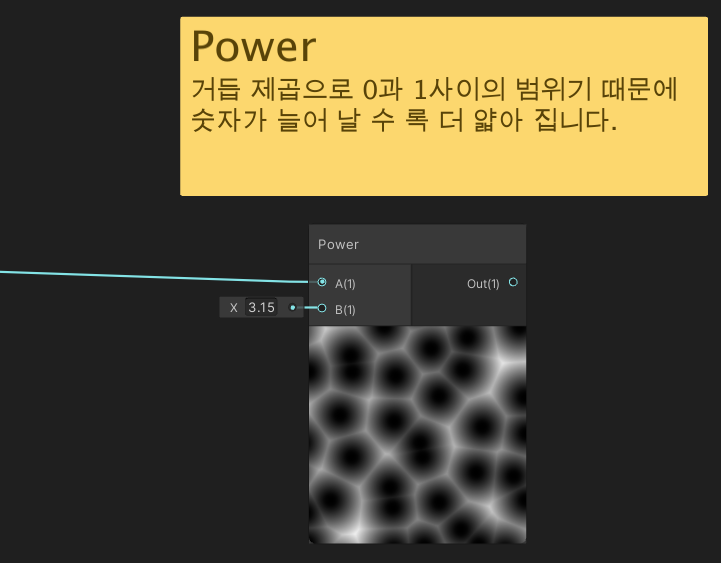 Power
거듭 제곱으로 0과 1사이의 범위기 때문에
숫자가 늘어 날 수 록 더 얇아 집니다.
Power
A(1)
Out(1)
X 3.15
B(1)